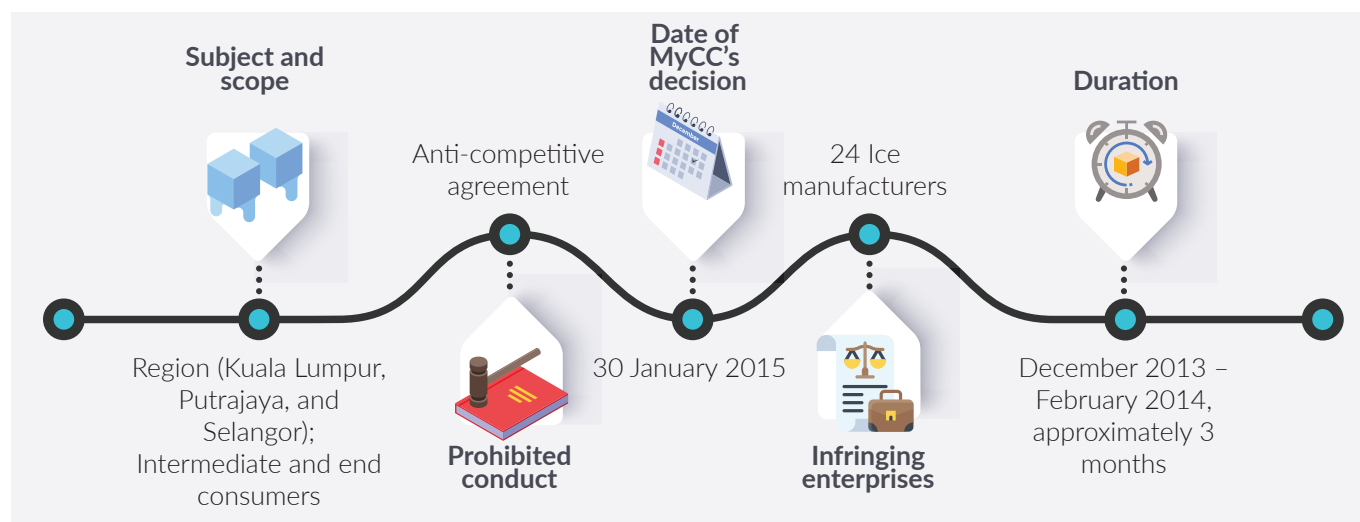 Subject and
scope
Region (Kuala Lumpur,
Putrajaya, and
Selangor);
Intermediate and end
consumers
Anti-competitive
agreement
Prohibited
conduct
Date of
MyCC’s
decision
December
30 January 2015
24 Ice
manufacturers
Infringing
enterprises
Duration
December 2013 –
February 2014,
approximately 3
months